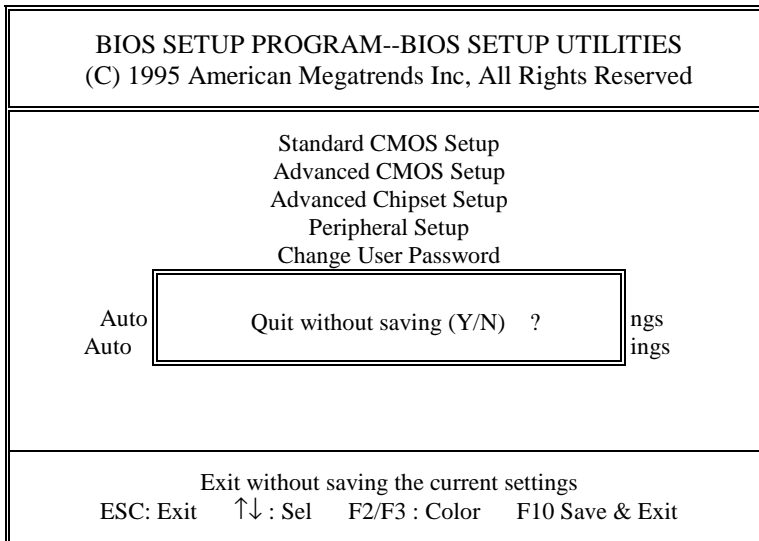 BIOS SETUP PROGRAM--BIOS SETUP UTILITIES
(C) 1995 American Megatrends Inc, All Rights Reserved
Standard CMOS Setup
Advanced CMOS Setup
Advanced Chipset Setup
Peripheral Setup
Change User Password
Auto
Quit without saving (Y/N) ?
ngs
Auto
ings
Exit without saving the current settings
ESC: Exit ↑↓ : Sel F2/F3 : Color F10 Save & Exit